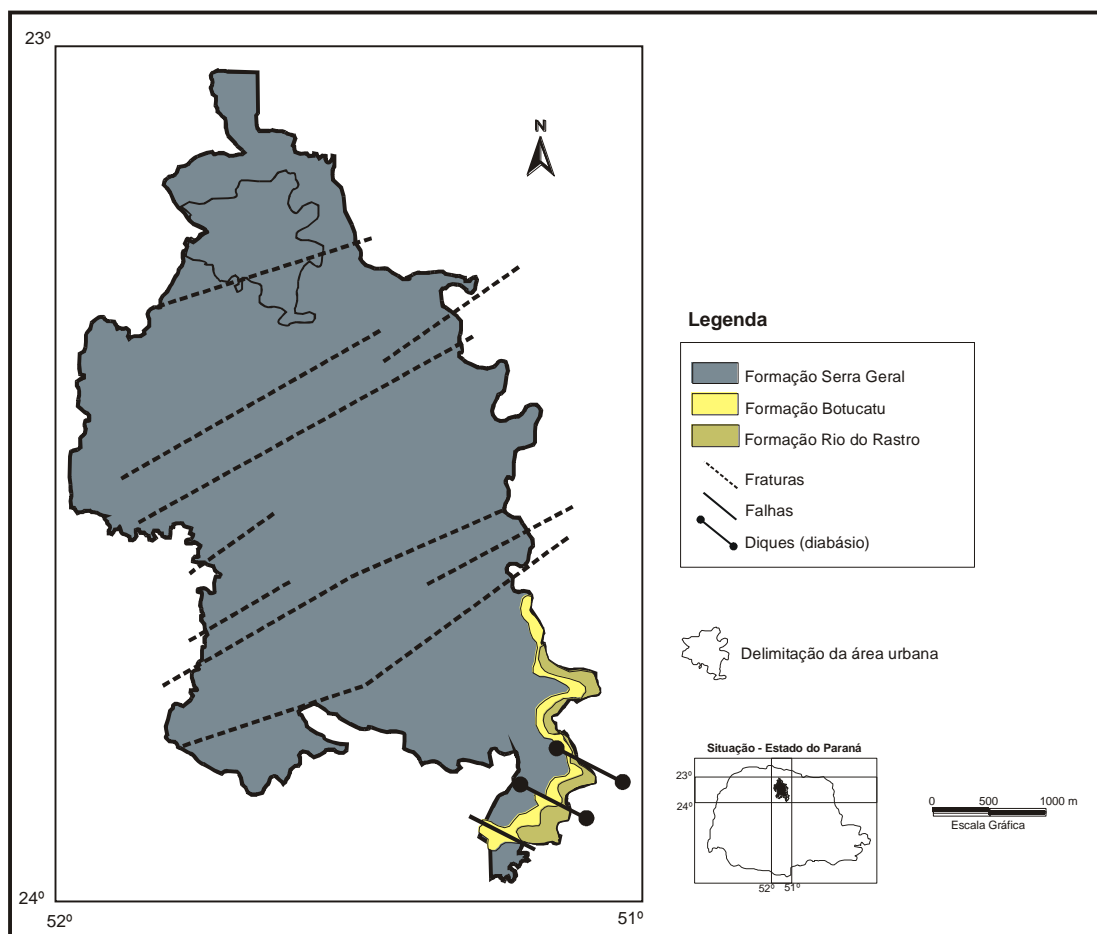 23º
N
Legenda
Formação Serra Geral
Formação Botucatu
Formação Rio do Rastro
Fraturas
Falhas
Diques (diabásio)
Delimitação da área urbana
Situação - Estado do Paraná
23º
24º
52º 51º
0 500 1000 m
Escala Gráfica
24º
52º
51º